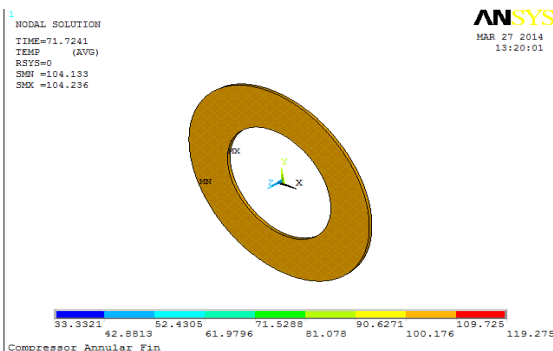 1
NODAL SOLUTION
TIME=71.7241
TEMP (AVG)
RSYS=0
SMN =104.133
SMX =104.236
ANSYS
MAR 27 2014
13:20:01
MX
Y
MN
Z X
33.3321 52.4305 71.5288 90.6271 109.725
42.8813 61.9796 81.078 100.176 119.275
Compressor Annular Fin